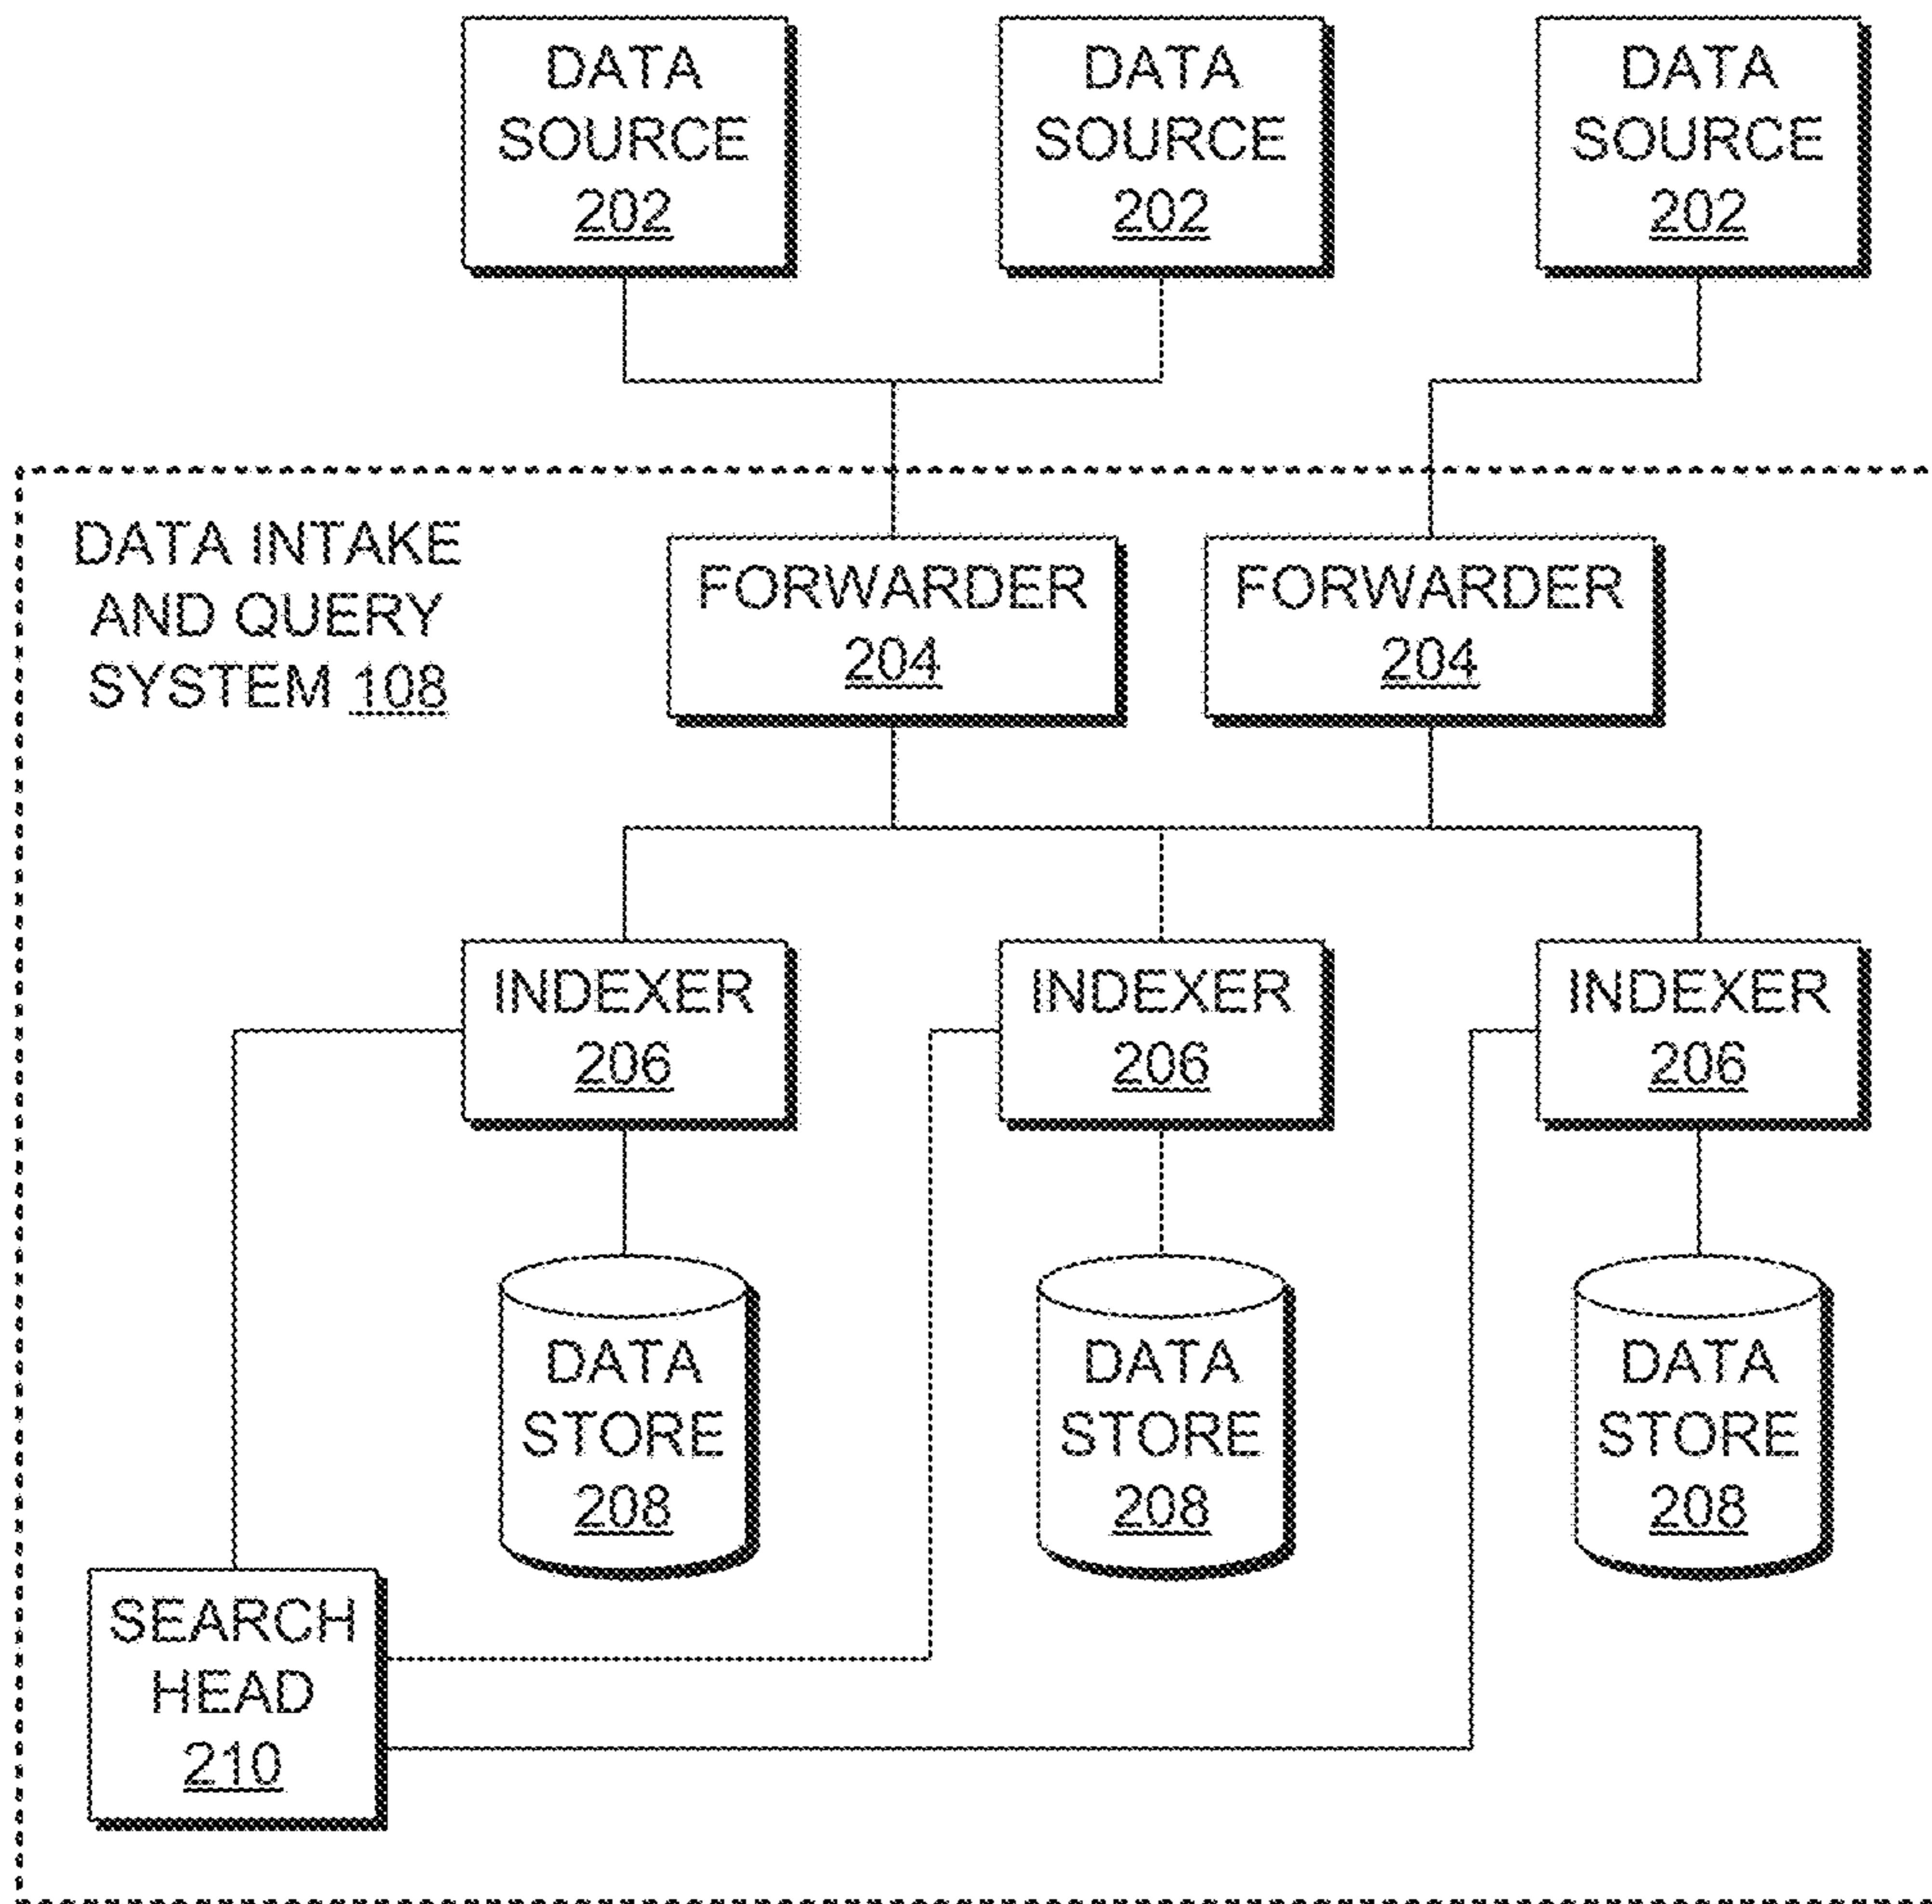 DATA
SOURCE
202
DATA
SOURCE
202
DATA
SOURCE
202
DATA INTAKE
AND QUERY
SYSTEM 108
FORWARDER
204
FORWARDER
204
INDEXER
206
INDEXER
206
INDEXER
206
DATA
STORE
208
DATA
STORE
208
DATA
STORE
208
SEARCH
HEAD
210